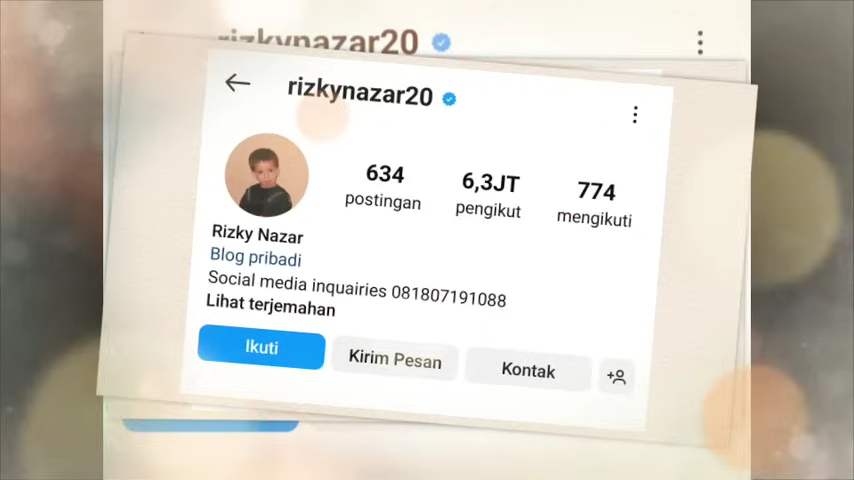 rizkynazar20
rizkynazar20
634
postingan
6,3JT
pengikut
774
mengikuti
Rizky Nazar
Blog pribadi
Social media inquairies 081807191088
Lihat terjemahan
Ikuti
Kirim Pesan
Kontak